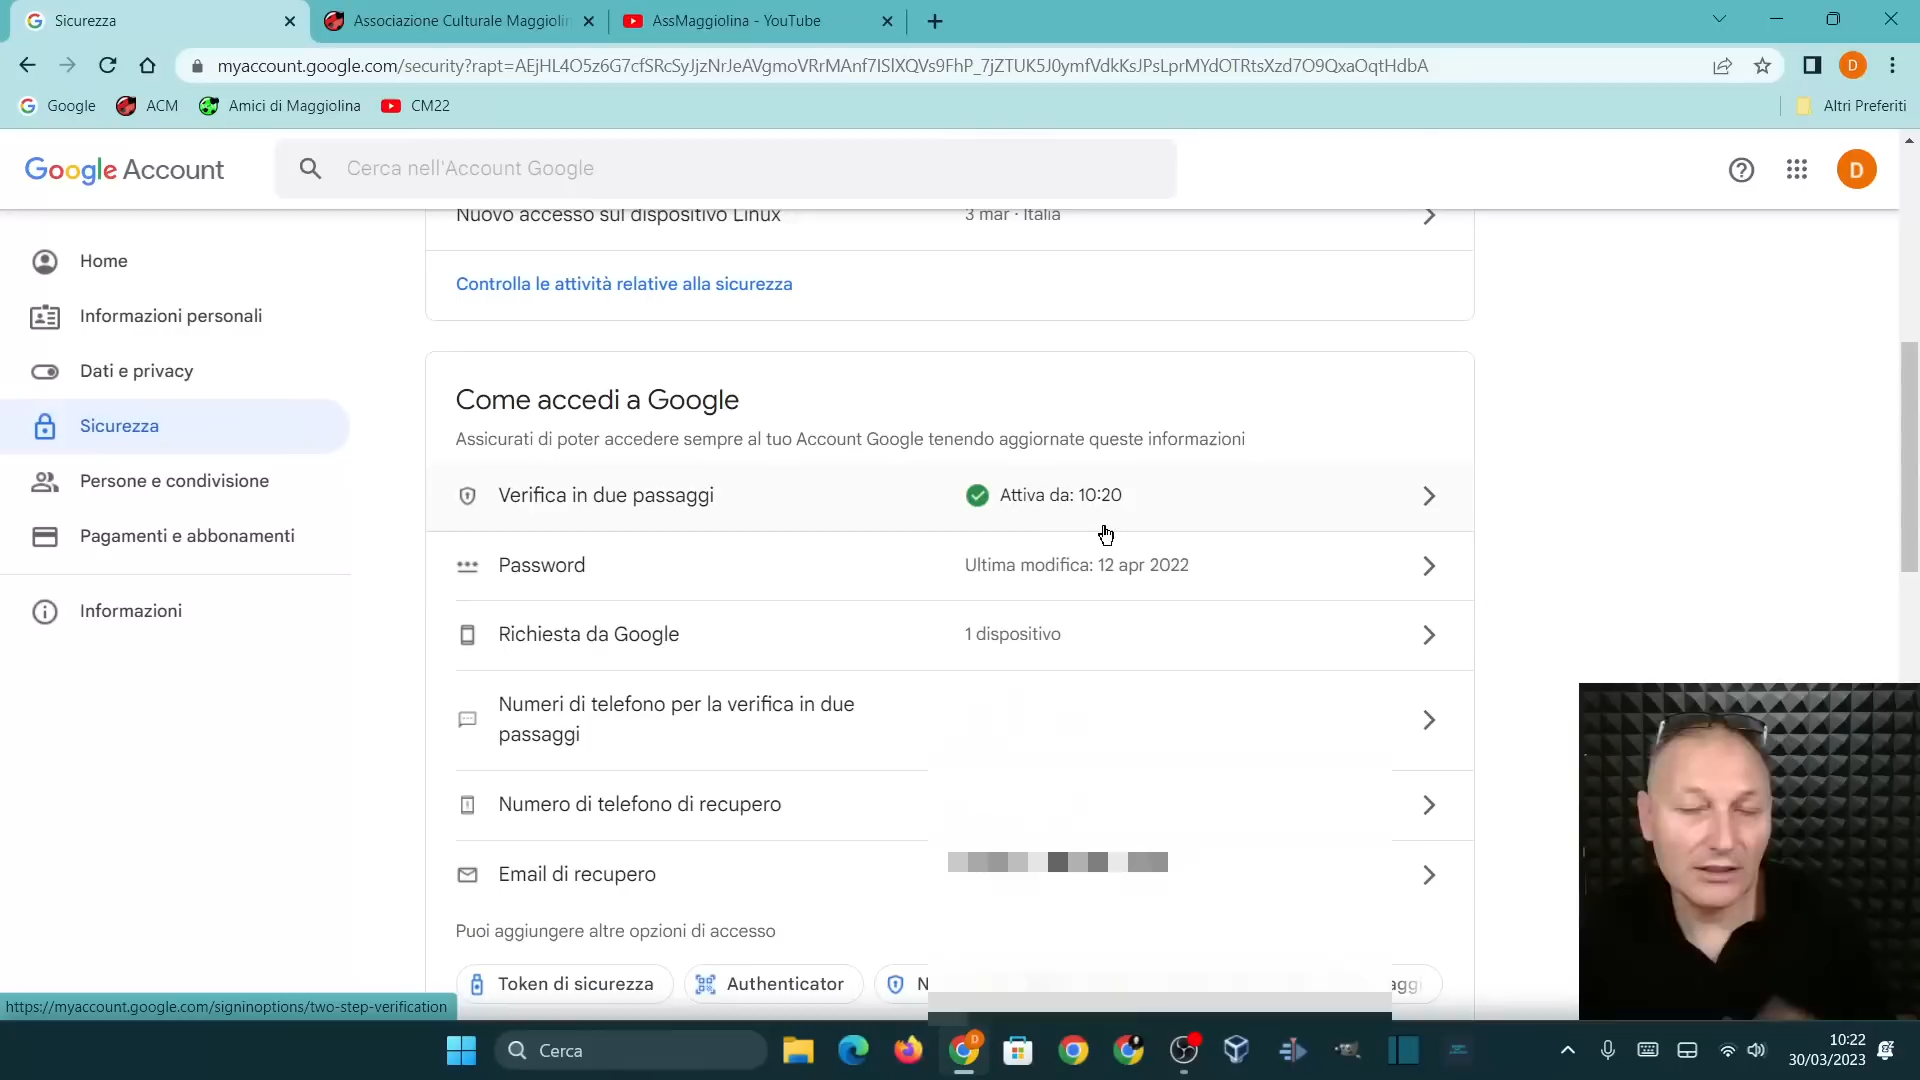 Sicurezza
Associazione Culturale Maggiolin
AssMaggiolina - YouTube
myaccount.google.com/security?rapt=AEjHL4O5z6G7cfSRcSyJjzNrJeAVgmoVRrMAnf7ISlXQVs9FhP_7jZTUK5J0ymfVdkKsJPsLprMYdOTRtsXzd7O9QxaOqtHdbA
D
Google
ACM
Amici di Maggiolina
CM22
Altri Preferiti
Google Account
Cerca nell'Account Google
D
Nuovo accesso sul dispositivo Linux
3 mar · Italia
Home
Controlla le attività relative alla sicurezza
Informazioni personali
Dati e privacy
Come accedi a Google
Sicurezza
Assicurati di poter accedere sempre al tuo Account Google tenendo aggiornate queste informazioni
Persone e condivisione
Verifica in due passaggi
Attiva da: 10:20
Pagamenti e abbonamenti
Password
Ultima modifica: 12 apr 2022
Informazioni
Richiesta da Google
1 dispositivo
Numeri di telefono per la verifica in due
passaggi
Numero di telefono di recupero
Email di recupero
Puoi aggiungere altre opzioni di accesso
Token di sicurezza
Authenticator
N
aggi
https://myaccount.google.com/signinoptions/two-step-verification
Cerca
D
10:22
30/03/2023